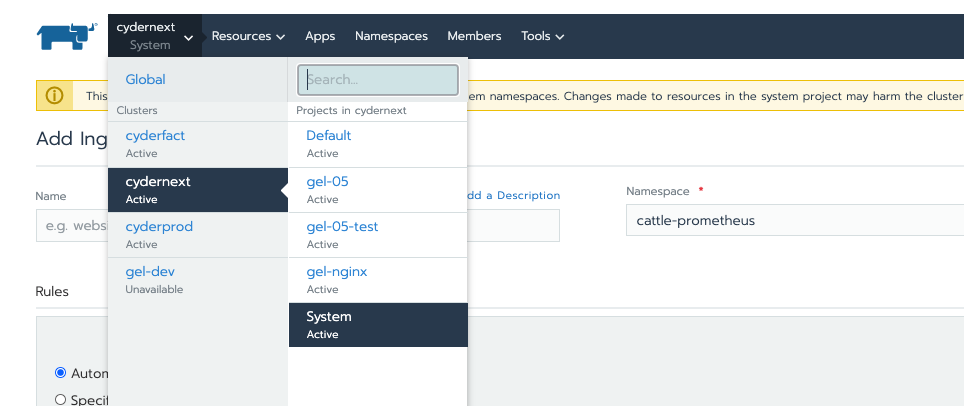 cydernext
System
Resources
Apps
Namespaces
Members
Tools
Global
Search...
This
em namespaces. Changes made to resources in the system project may harm the cluster
Clusters
Projects in cydernext
Add Ing
cyderfact
Active
Default
Active
cydernext
Active
gel-05
Active
Name
dd a Description
Namespace *
e.g. websi
cattle-prometheus
cyderprod
Active
gel-05-test
Active
gel-dev
Unavailable
gel-nginx
Active
Rules
System
Active
Autom
Specif